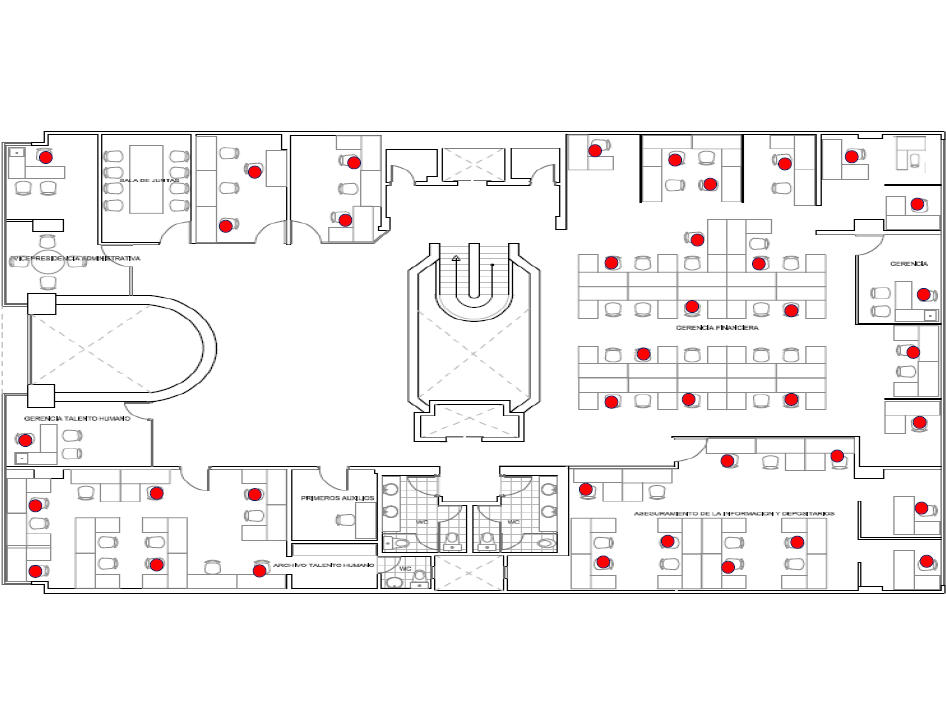 SALA DE JUNTAS
VICEPRESIDENCIA ADMINISTRATIVA
GERENCIA
GERENCIA FINANCIERA
GERENCIA TALENTO HUMANO
PRIMEROS AUXILIOS
WC
WC
ASEGURAMIENTO DE LA INFORMACION Y DEPOSITARIOS
ARCHIVO TALENTO HUMANO
WC